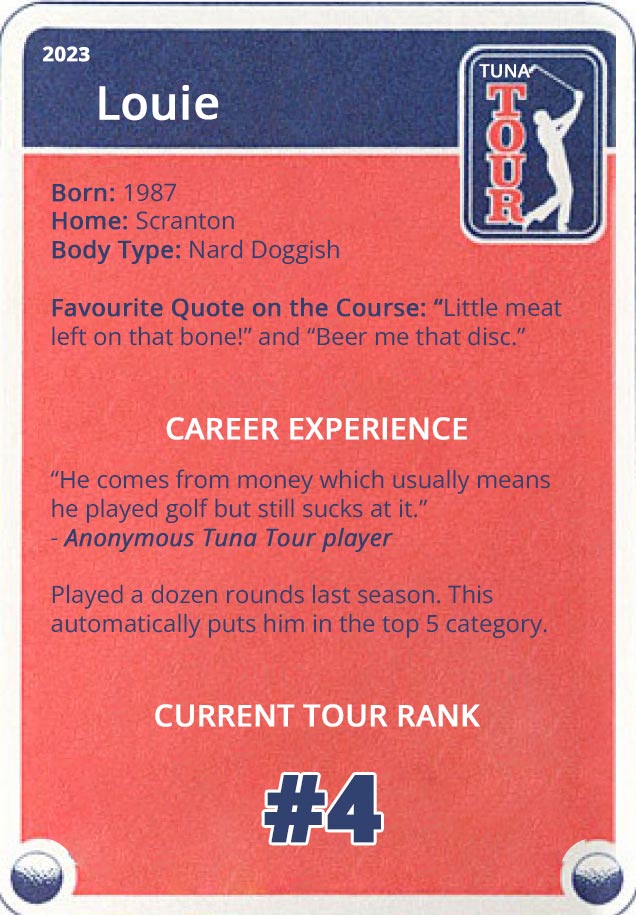 2023
Louie
TUNA
TOUR
Born: 1987
Home: Scranton
Body Type: Nard Doggish
Favourite Quote on the Course: “Little meat
left on that bone!” and “Beer me that disc.”
CAREER EXPERIENCE
“He comes from money which usually means
he played golf but still sucks at it.”
- Anonymous Tuna Tour player
Played a dozen rounds last season. This
automatically puts him in the top 5 category.
CURRENT TOUR RANK
#4